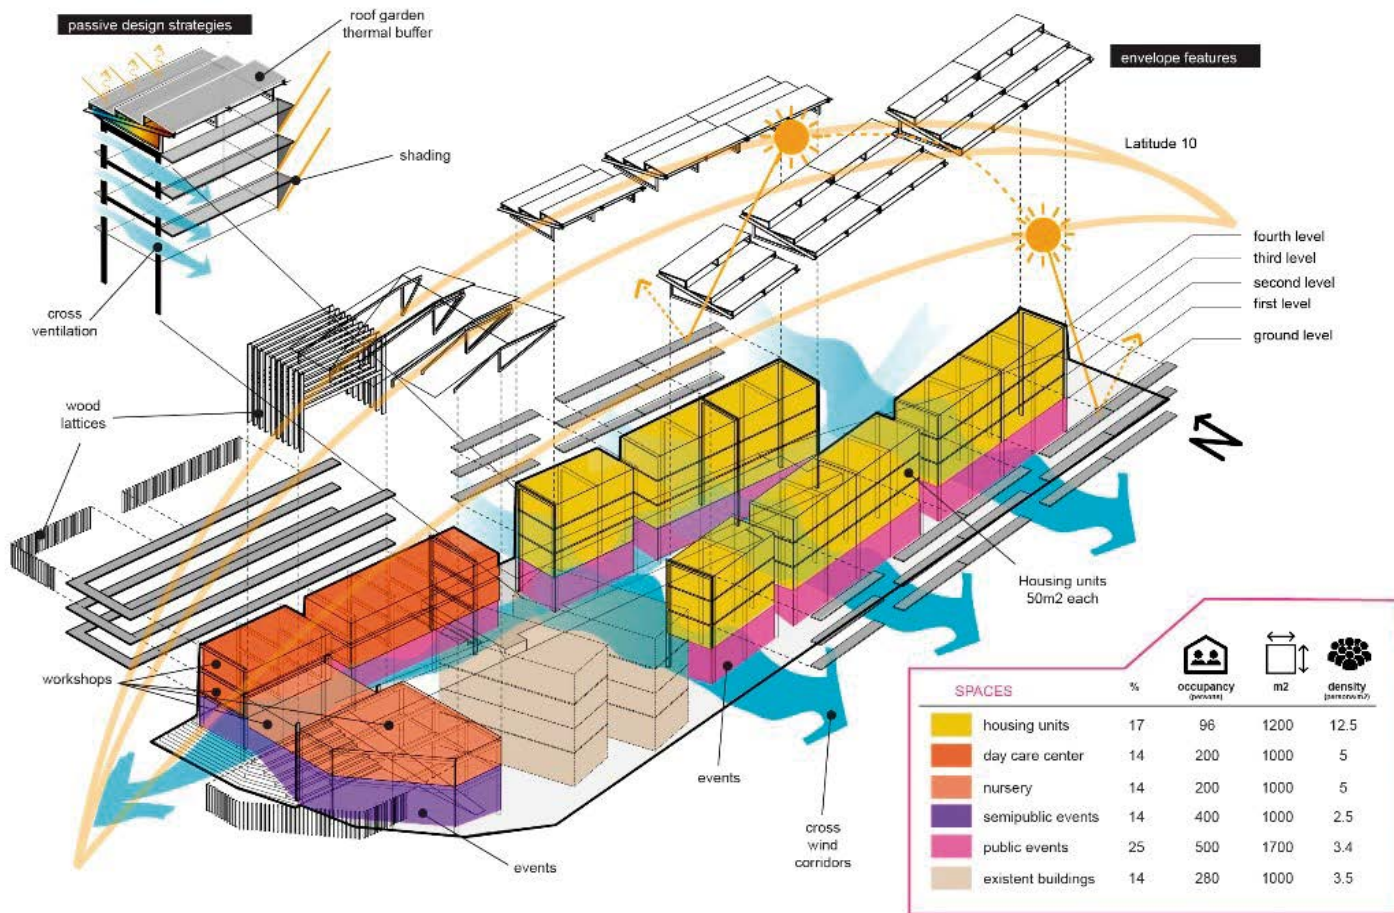 passive design strategies
roof garden
thermal buffer
envelope features
Latitude 10
shading
fourth level
third level
second level
first level
ground level
cross
ventilation
wood
lattices
N
Housing units
50m2 each
workshops
events
events
cross
wind
corridors
SPACES % occupancy (persons) m2 density (persons/m2)
housing units 17 96 1200 12.5
day care center 14 200 1000 5
nursery 14 200 1000 5
semipublic events 14 400 1000 2.5
public events 25 500 1700 3.4
existent buildings 14 280 1000 3.5